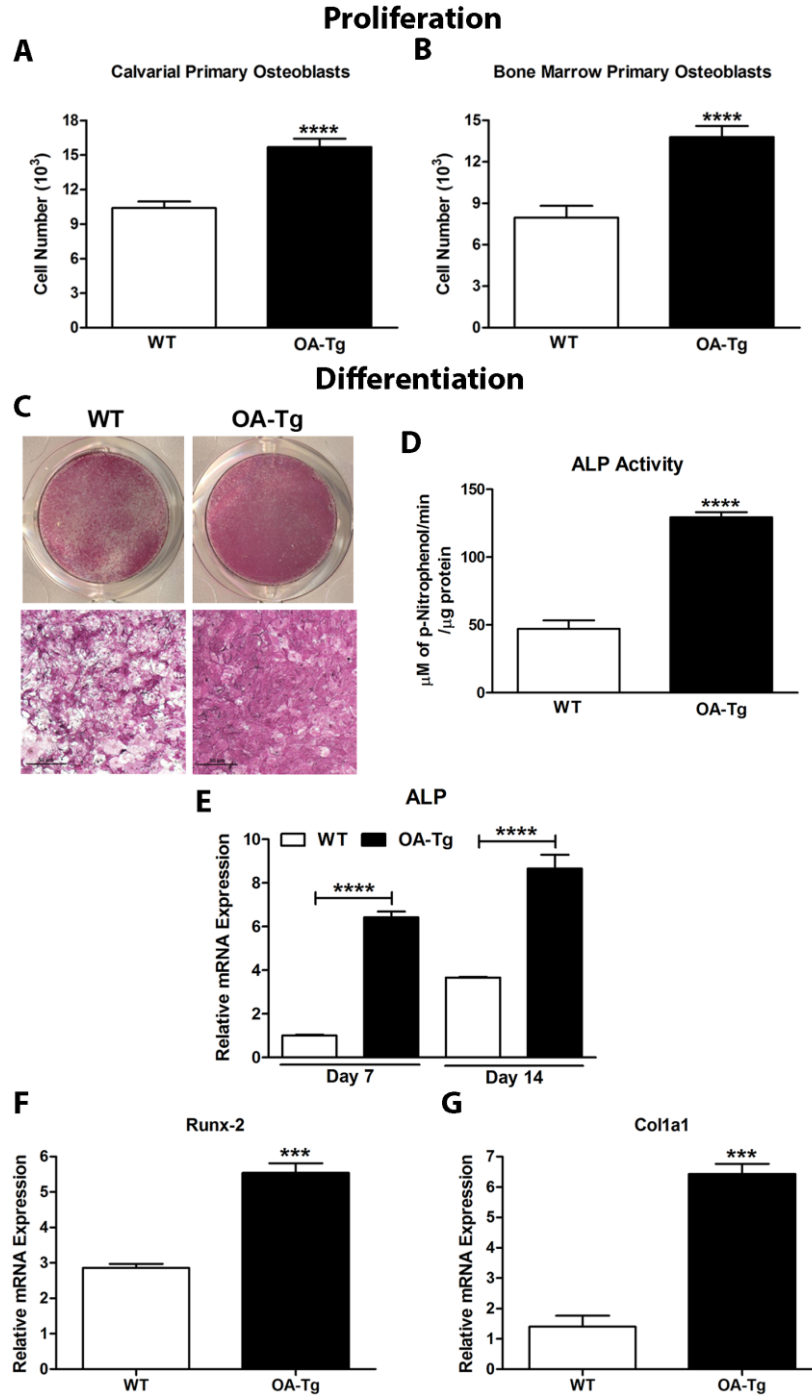 Proliferation
A
Calvarial Primary Osteoblasts
Cell Number (10³)
18
15
12
9
6
3
0
****
WT
OA-Tg
B
Bone Marrow Primary Osteoblasts
Cell Number (10³)
15
12
9
6
3
0
****
WT
OA-Tg
Differentiation
C
WT
OA-Tg
D
ALP Activity
µM of p-Nitrophenol/min
/µg protein
150
100
50
0
****
WT
OA-Tg
E
ALP
WT
OA-Tg
Relative mRNA Expression
10
8
6
4
2
0
****
****
Day 7
Day 14
F
Runx-2
Relative mRNA Expression
6
5
4
3
2
1
0
***
WT
OA-Tg
G
Col1a1
Relative mRNA Expression
7
6
5
4
3
2
1
0
***
WT
OA-Tg